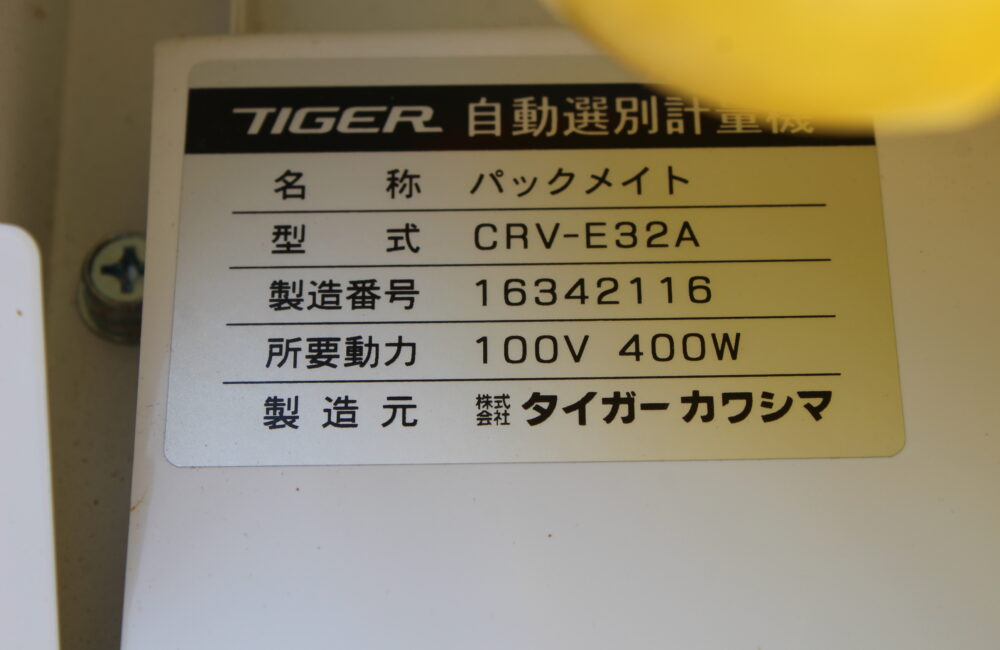 TIGER 自動選別計量機
名 称 パックメイト
型 式 CRV-E32A
製造番号 16342116
所要動力 100V 400W
製造元 株式会社 タイガーカワシマ